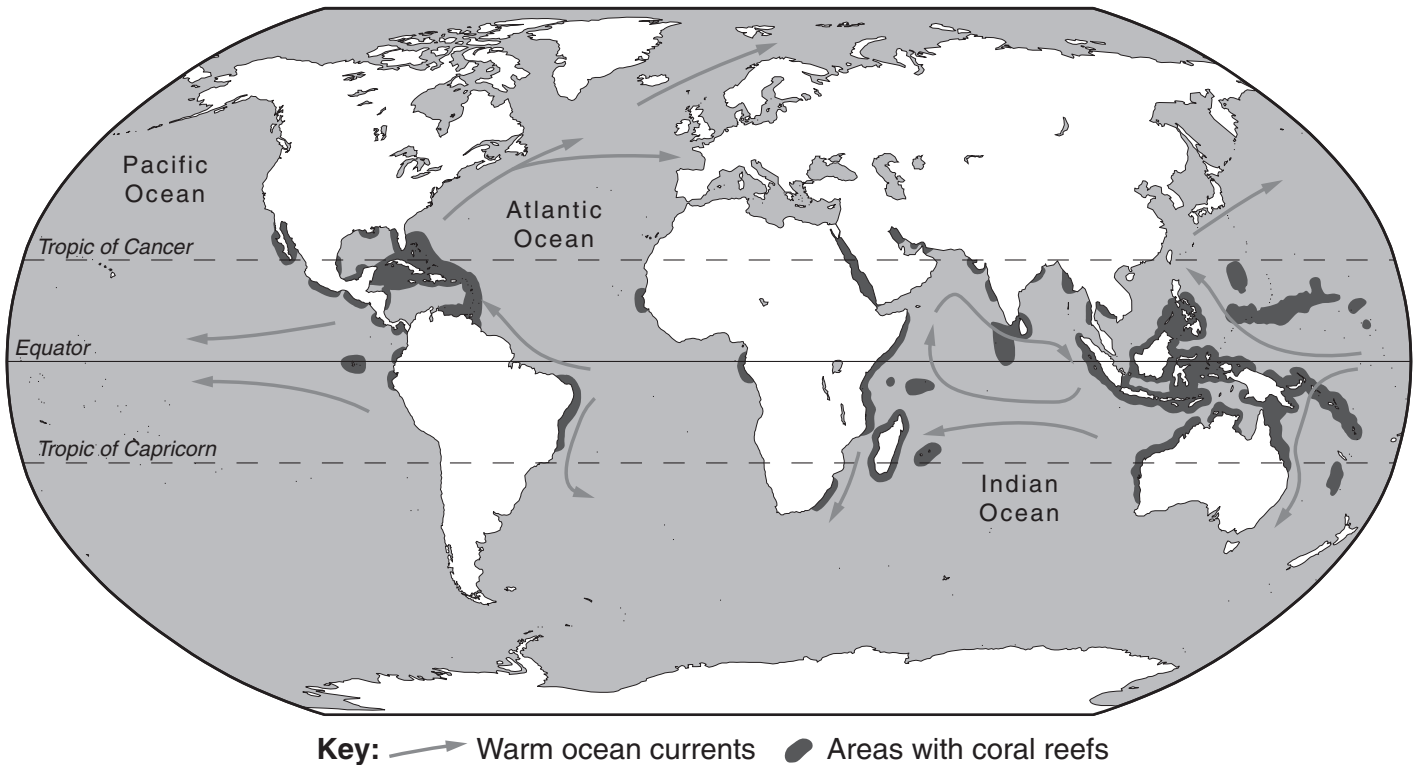 Pacific
Ocean
Atlantic
Ocean
Tropic of Cancer
Equator
Tropic of Capricorn
Indian
Ocean
Key: Warm ocean currents Areas with coral reefs